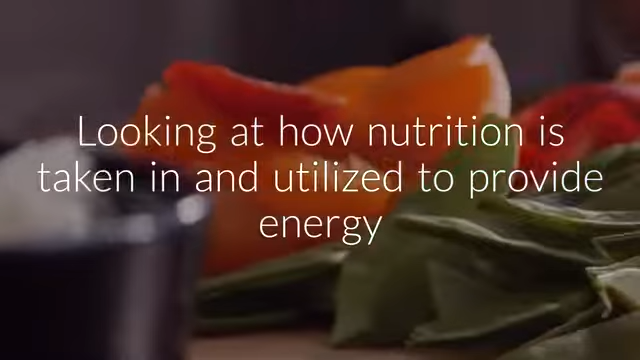 Looking at how nutrition is
taken in and utilized to provide
energy